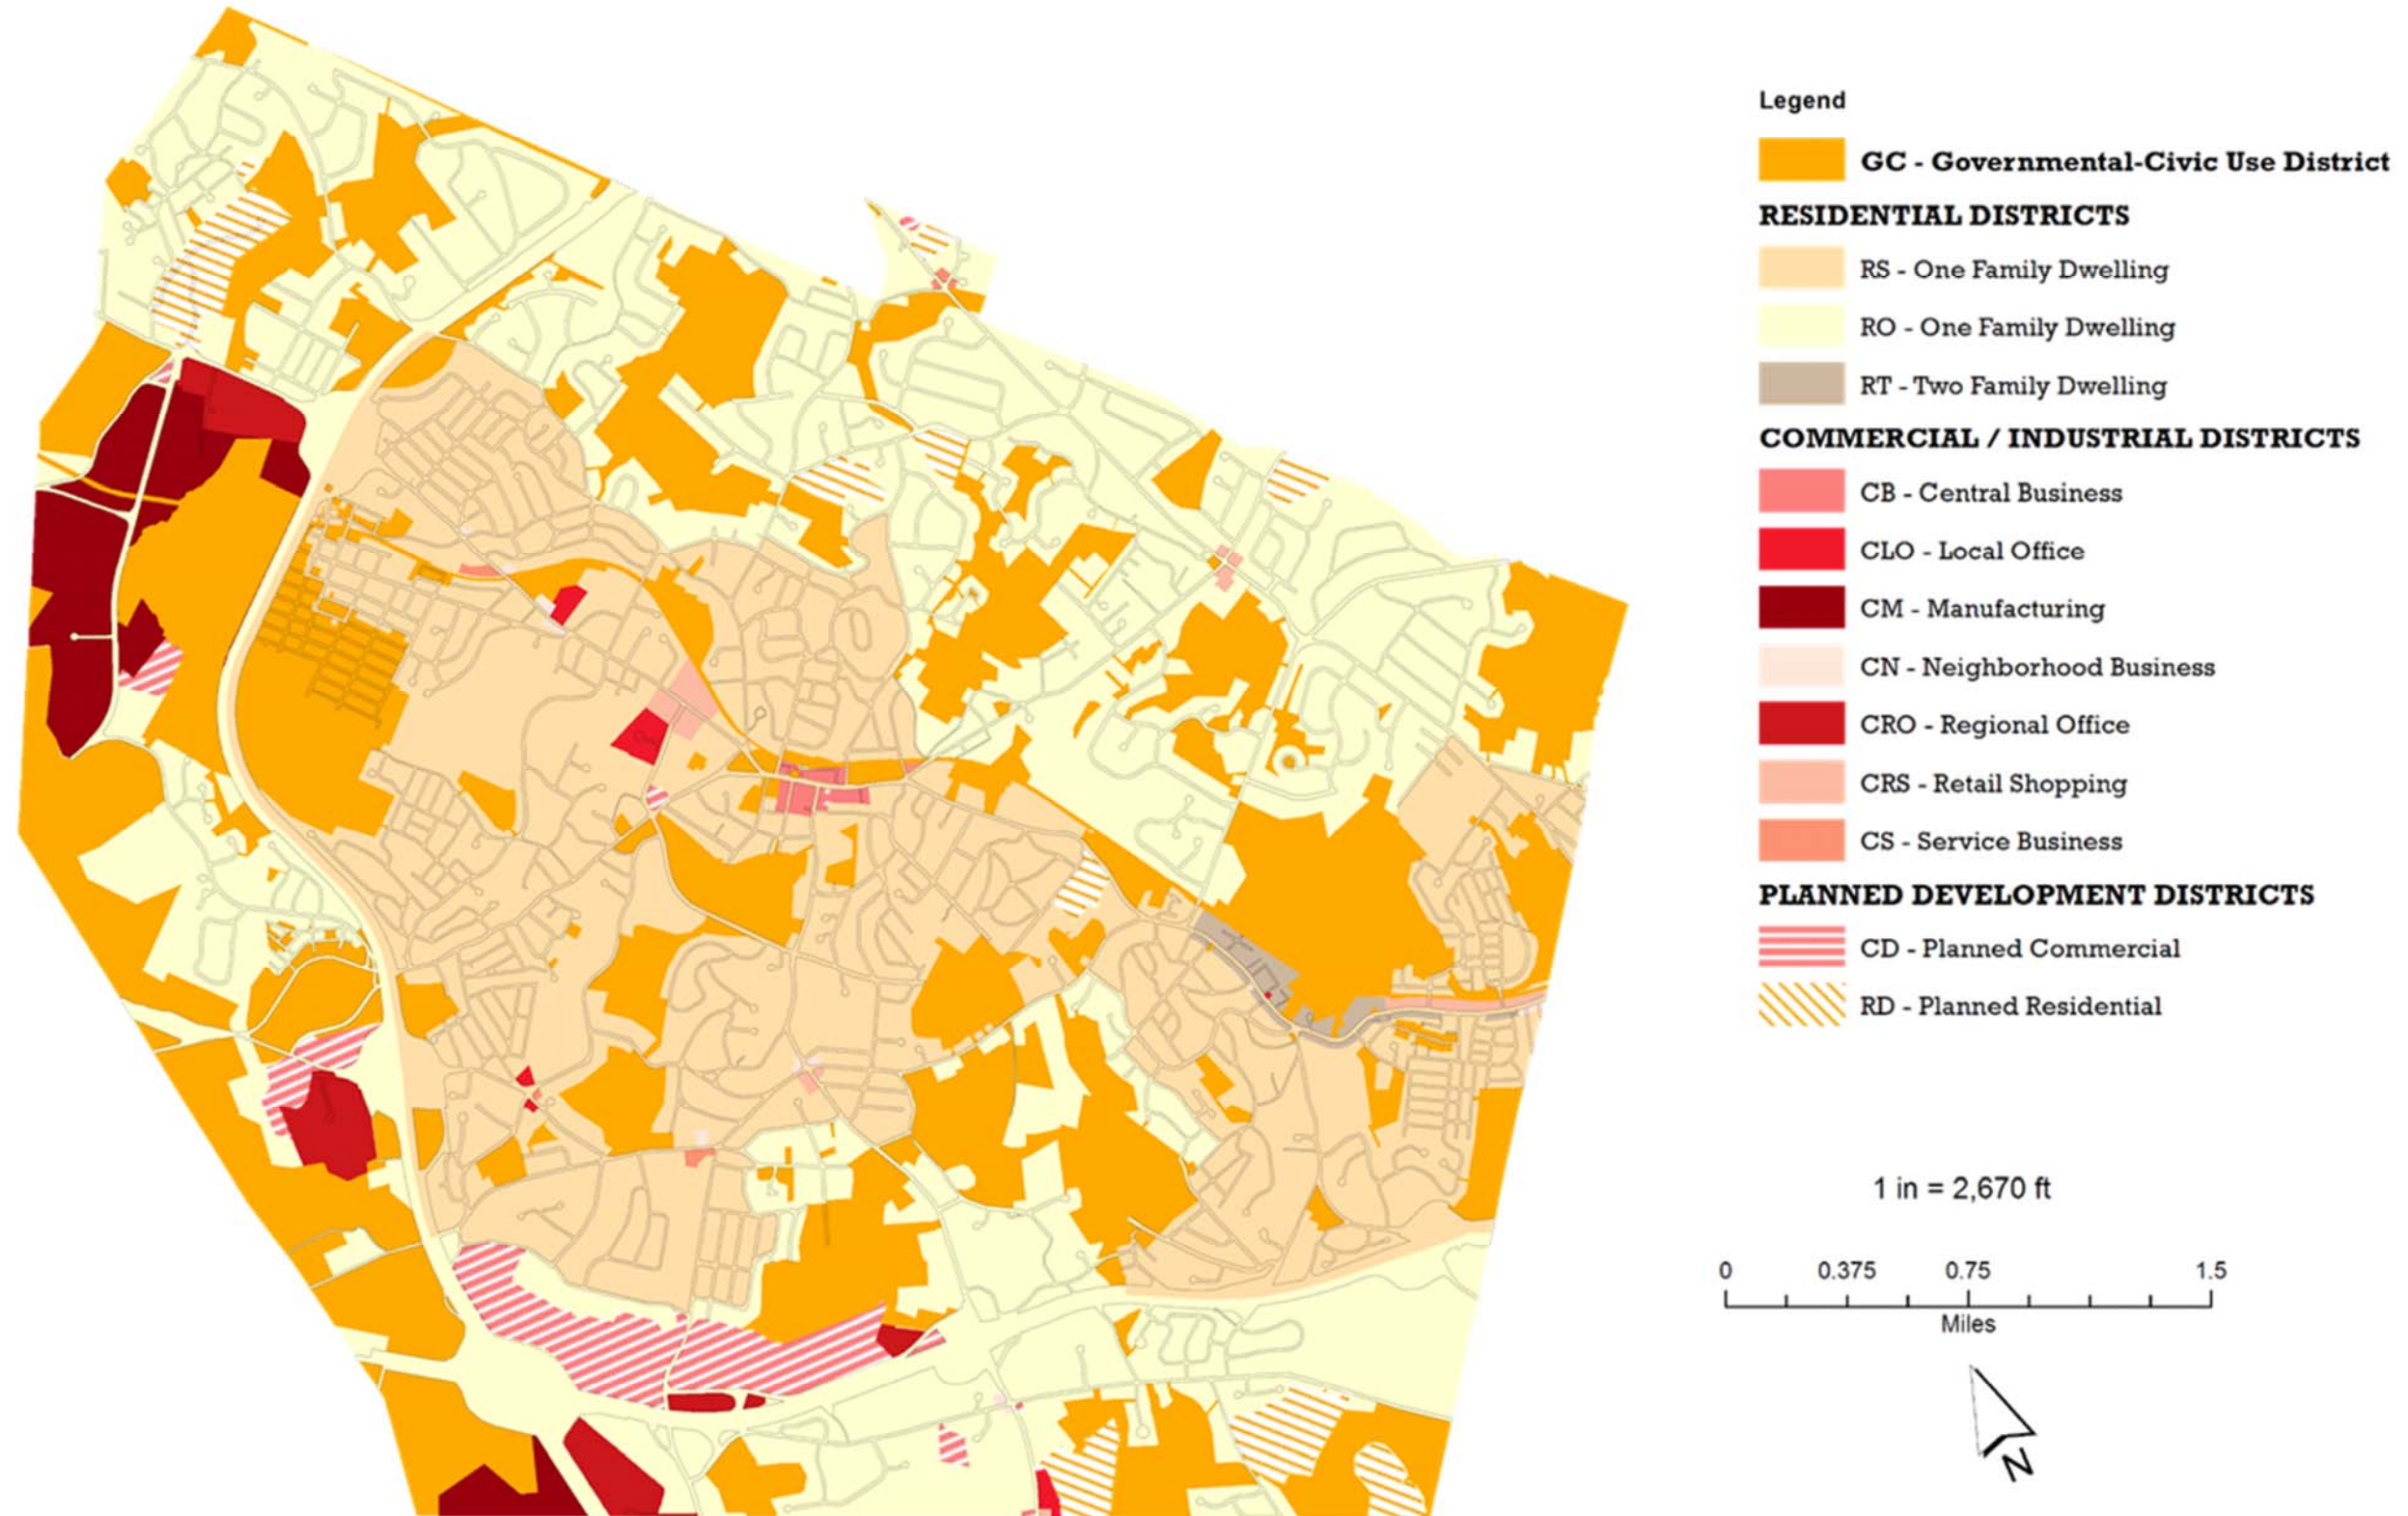 Legend
GC - Governmental-Civic Use District
RESIDENTIAL DISTRICTS
RS - One Family Dwelling
RO - One Family Dwelling
RT - Two Family Dwelling
COMMERCIAL / INDUSTRIAL DISTRICTS
CB - Central Business
CLO - Local Office
CM - Manufacturing
CN - Neighborhood Business
CRO - Regional Office
CRS - Retail Shopping
CS - Service Business
PLANNED DEVELOPMENT DISTRICTS
CD - Planned Commercial
RD - Planned Residential
1 in = 2,670 ft
0 0.375 0.75 1.5
Miles
N